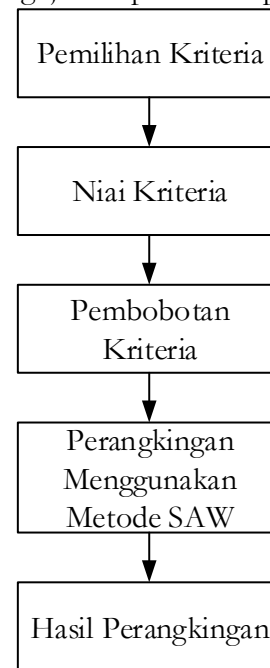 Pemilihan Kriteria
Niai Kriteria
Pembobotan
Kriteria
Perangkingan
Menggunakan
Metode SAW
Hasil Perangkingan